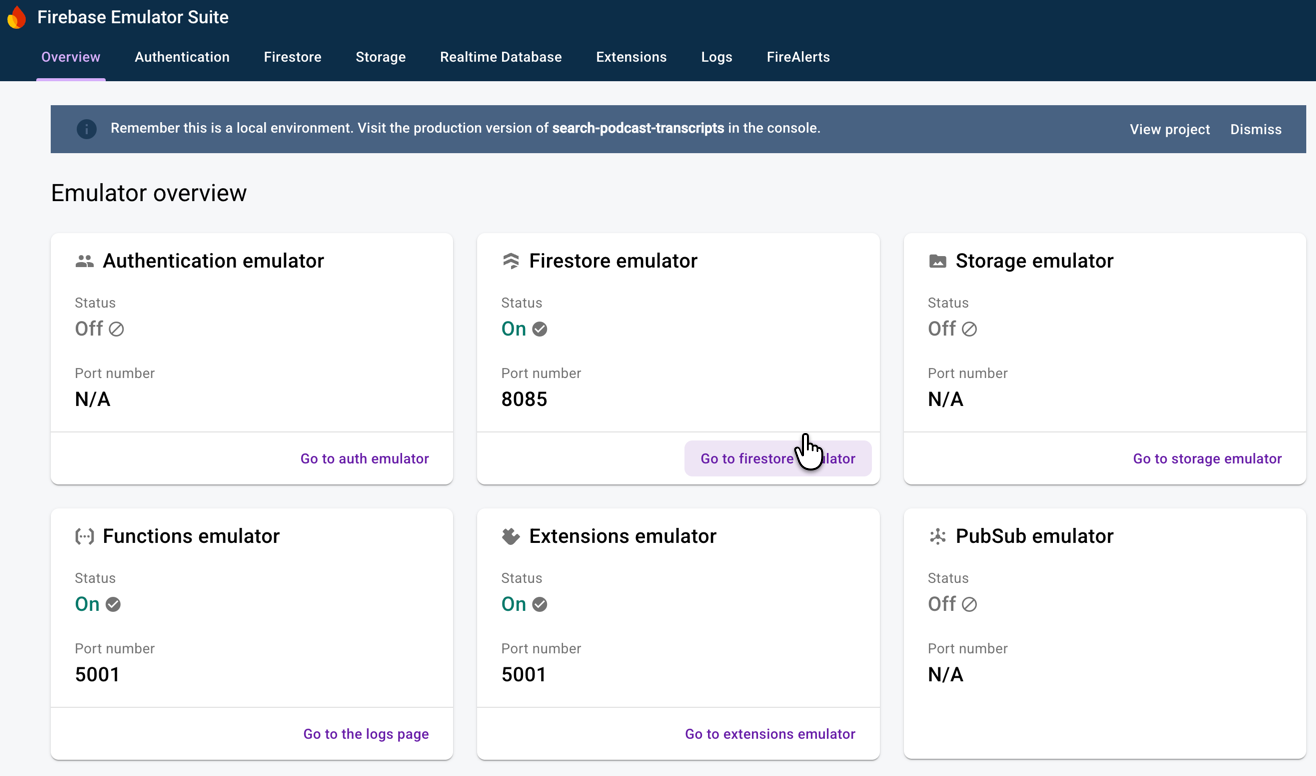 Firebase Emulator Suite
Overview Authentication Firestore Storage Realtime Database Extensions Logs FireAlerts
Remember this is a local environment. Visit the production version of search-podcast-transcripts in the console. View project Dismiss
Emulator overview
Authentication emulator
Status
Off
Port number
N/A
Go to auth emulator
Firestore emulator
Status
On
Port number
8085
Go to firestore
Storage emulator
Status
Off
Port number
N/A
Go to storage emulator
Functions emulator
Status
On
Port number
5001
Go to the logs page
Extensions emulator
Status
On
Port number
5001
Go to extensions emulator
PubSub emulator
Status
Off
Port number
N/A